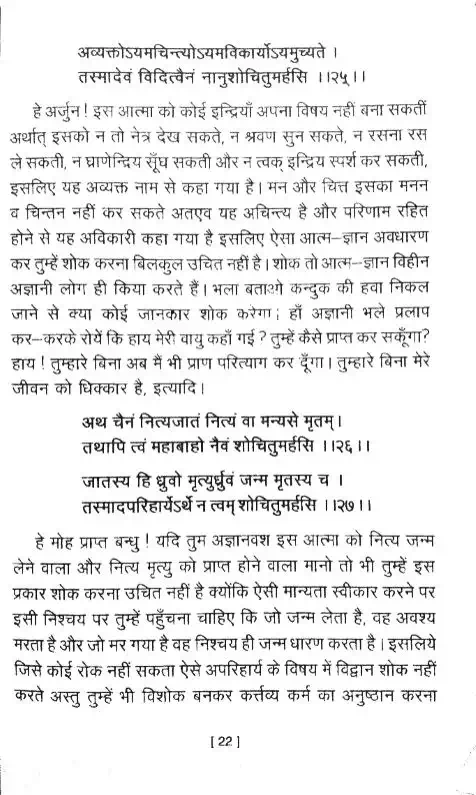 अव्यक्तोऽयमचिन्त्योऽयमविकार्योऽयमुच्यते ।
तस्मादेवं विदित्वैनं नानुशोचितुमर्हसि ।।२५।।
हे अर्जुन! इस आत्मा को कोई इन्द्रियाँ अपना विषय नहीं बना सकतीं
अर्थात् इसको न तो नेत्र देख सकते, न श्रवण सुन सकते, न रसना रस
ले सकती, न घ्राणेन्द्रिय सूँघ सकती और न त्वक् इन्द्रिय स्पर्श कर सकती,
इसलिए यह अव्यक्त नाम से कहा गया है। मन और चित्त इसका मनन
व चिन्तन नहीं कर सकते अतएव यह अचिन्त्य है और परिणाम रहित
होने से यह अविकारी कहा गया है इसलिए ऐसा आत्म–ज्ञान अवधारण
कर तुम्हें शोक करना बिलकुल उचित नहीं है। शोक तो आत्म–ज्ञान विहीन
अज्ञानी लोग ही किया करते हैं। भला बताओ कन्दुक की हवा निकल
जाने से क्या कोई जानकार शोक करेगा; हाँ अज्ञानी भले प्रलाप
कर–करके रोयें कि हाय मेरी वायु कहाँ गई? तुम्हें कैसे प्राप्त कर सकूँगा?
हाय! तुम्हारे बिना अब मैं भी प्राण परित्याग कर दूँगा। तुम्हारे बिना मेरे
जीवन को धिक्कार है, इत्यादि।
अथ चैनं नित्यजातं नित्यं वा मन्यसे मृतम्।
तथापि त्वं महाबाहो नैवं शोचितुमर्हसि ।।२६।।
जातस्य हि ध्रुवो मृत्युर्ध्रुवं जन्म मृतस्य च ।
तस्मादपरिहार्येऽर्थे न त्वम् शोचितुमर्हसि ।।२७।।
हे मोह प्राप्त बन्धु! यदि तुम अज्ञानवश इस आत्मा को नित्य जन्म
लेने वाला और नित्य मृत्यु को प्राप्त होने वाला मानो तो भी तुम्हें इस
प्रकार शोक करना उचित नहीं है क्योंकि ऐसी मान्यता स्वीकार करने पर
इसी निश्चय पर तुम्हें पहुँचना चाहिए कि जो जन्म लेता है, वह अवश्य
मरता है और जो मर गया है वह निश्चय ही जन्म धारण करता है। इसलिये
जिसे कोई रोक नहीं सकता ऐसे अपरिहार्य के विषय में विद्वान शोक नहीं
करते अस्तु तुम्हें भी विशोक बनकर कर्त्तव्य कर्म का अनुष्ठान करना
[ 22 ]